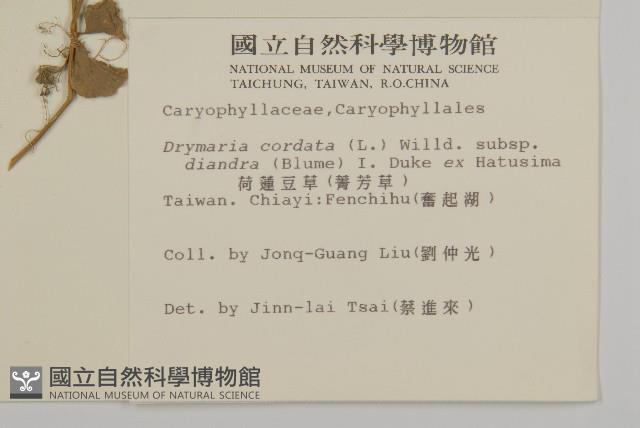 國立自然科學博物館
NATIONAL MUSEUM OF NATURAL SCIENCE
TAICHUNG, TAIWAN, R.O.CHINA
Caryophyllaceae,Caryophyllales
Drymaria cordata (L.) Willd. subsp.
diandra (Blume) I. Duke ex Hatusima
荷蓮豆草(菁芳草)
Taiwan. Chiayi:Fenchihu(奮起湖)
Coll. by Jonq-Guang Liu(劉仲光)
Det. by Jinn-lai Tsai(蔡進來)
國立自然科學博物館
NATIONAL MUSEUM OF NATURAL SCIENCE